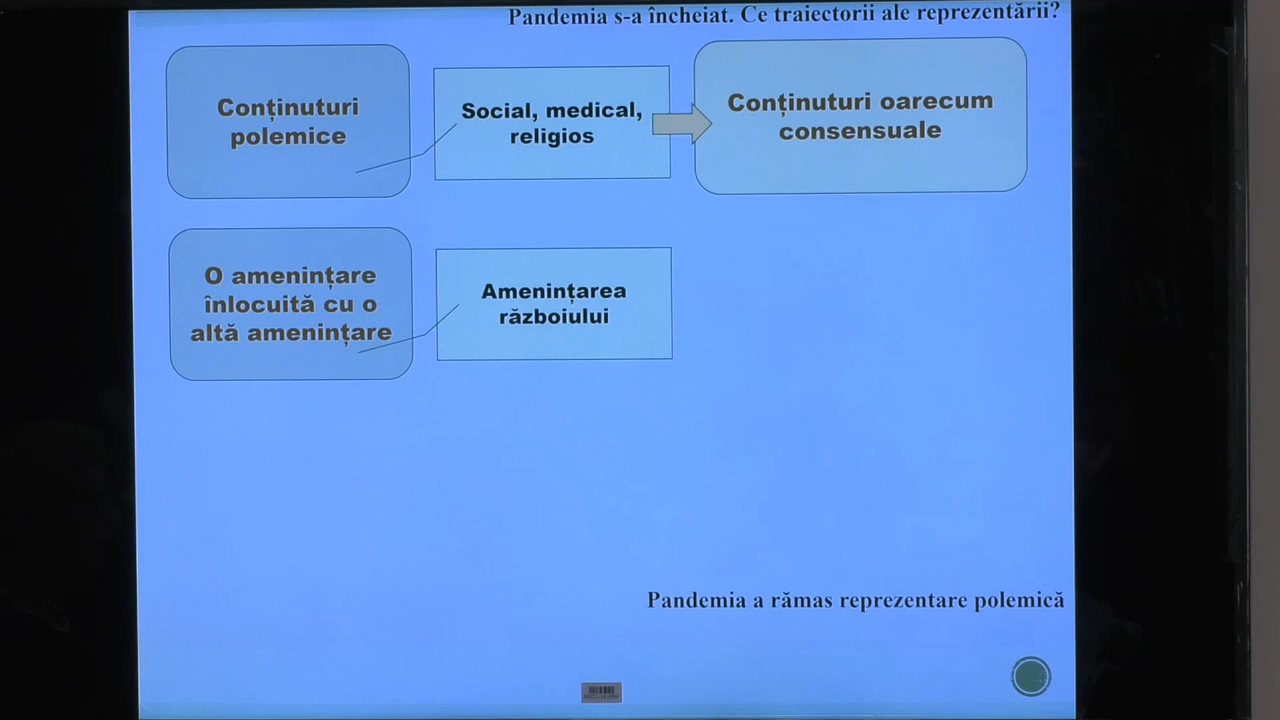 Pandemia s-a încheiat. Ce traiectorii ale reprezentării?
Conținuturi
polemice
Social, medical,
religios
Conținuturi oarecum
consensuale
O amenințare
înlocuită cu o
altă amenințare
Amenințarea
războiului
Pandemia a rămas reprezentare polemică